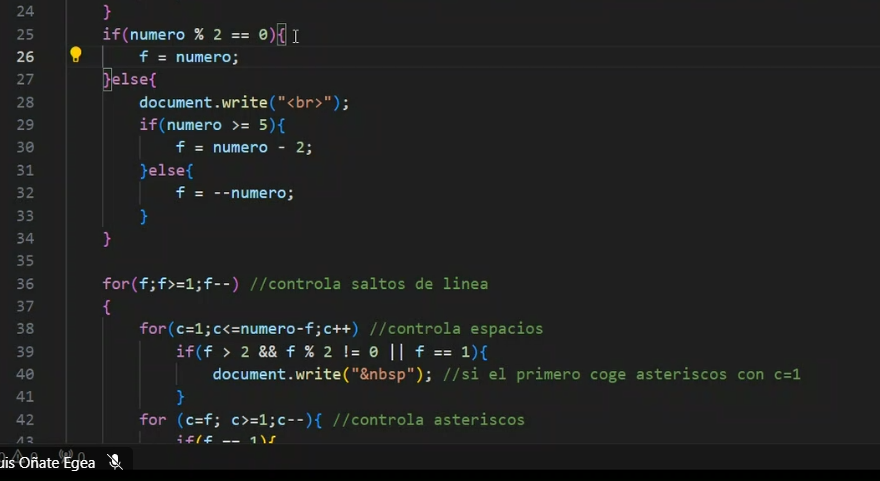 24 }
25 if(numero % 2 == 0){
26 f = numero;
27 }else{
28 document.write("<br>");
29 if(numero >= 5){
30 f = numero - 2;
31 }else{
32 f = --numero;
33 }
34 }
35
36 for(f;f>=1;f--) //controla saltos de linea
37 {
38 for(c=1;c<=numero-f;c++) //controla espacios
39 if(f > 2 && f % 2 != 0 || f == 1){
40 document.write("&nbsp"); //si el primero coge asteriscos con c=1
41 }
42 for (c=f; c>=1;c--){ //controla asteriscos
43 if(f == 1){
uis Oñate Egea